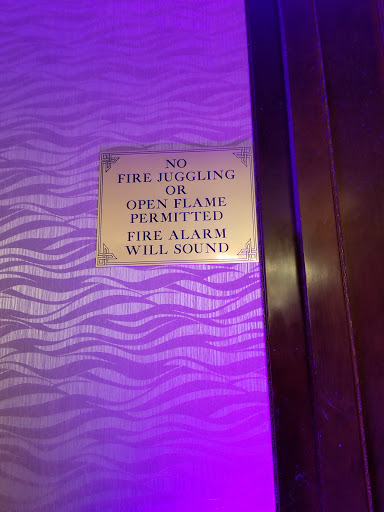 NO
FIRE JUGGLING
OR
OPEN FLAME
PERMITTED
FIRE ALARM
WILL SOUND